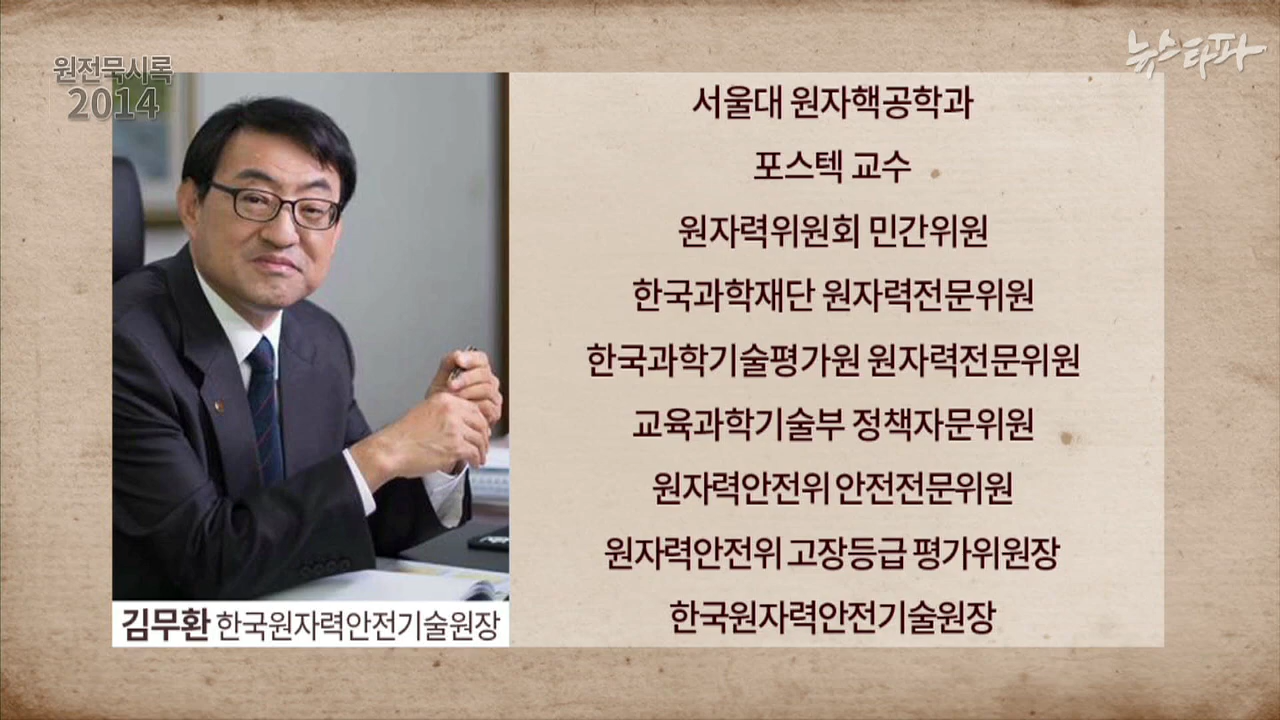 원전묵시록
2014
뉴스타파
서울대 원자핵공학과
포스텍 교수
원자력위원회 민간위원
한국과학재단 원자력전문위원
한국과학기술평가원 원자력전문위원
교육과학기술부 정책자문위원
원자력안전위 안전전문위원
원자력안전위 고장등급 평가위원장
한국원자력안전기술원장
김무환 한국원자력안전기술원장